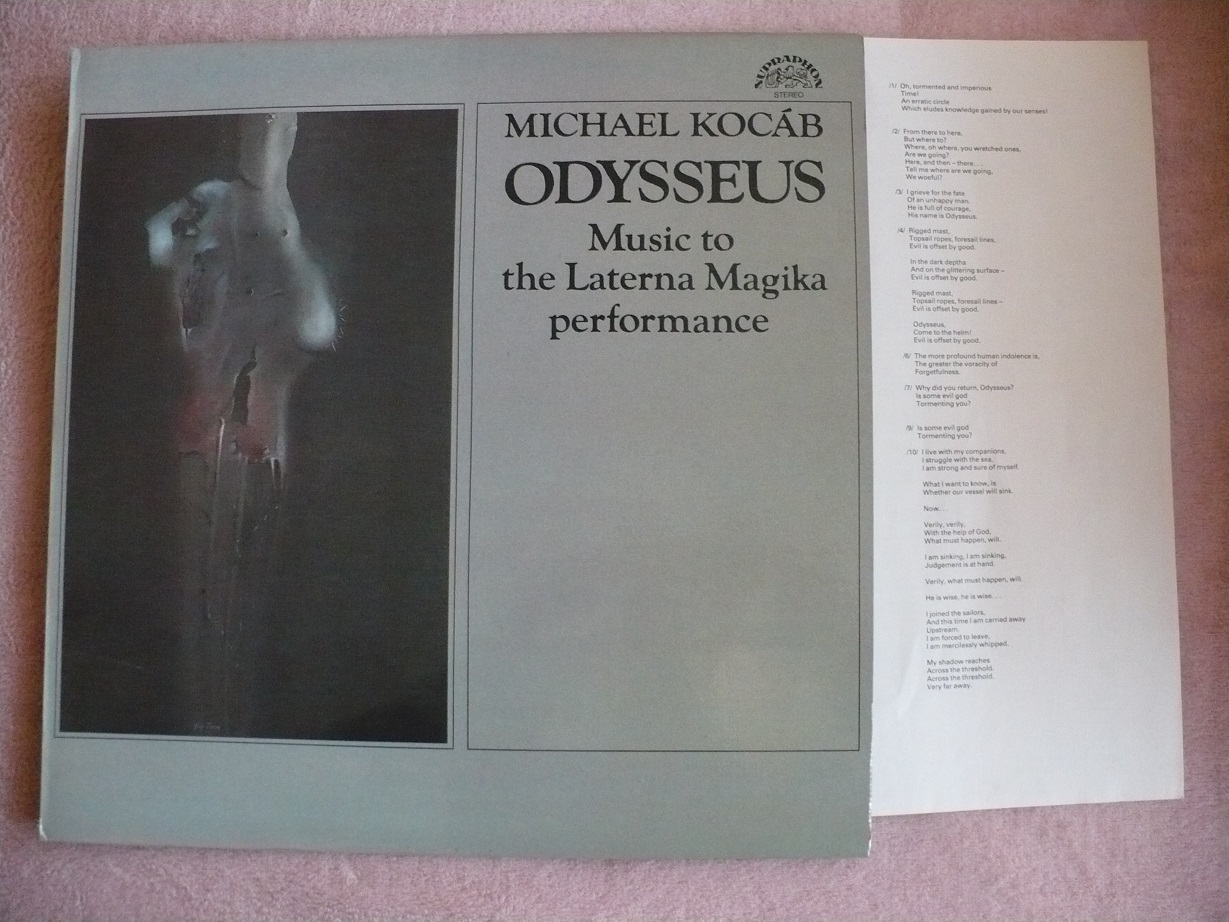 SUPRAPHON
STEREO
MICHAEL KOCÁB
ODYSSEUS
Music to
the Laterna Magika
performance
/1/ Oh, tormented and imperious
Time!
An erratic circle
Which eludes knowledge gained by our senses!
/2/ From there to here,
But where to?
Where, oh where, you wretched ones,
Are we going?
Here, and then – there....
Tell me where are we going,
We woeful?
/3/ I grieve for the fate
Of an unhappy man.
He is full of courage,
His name is Odysseus.
/4/ Rigged mast,
Topsail ropes, foresail lines,
Evil is offset by good.
In the dark depths
And on the glittering surface –
Evil is offset by good.
Rigged mast,
Topsail ropes, foresail lines –
Evil is offset by good.
Odysseus,
Come to the helm!
Evil is offset by good.
/6/ The more profound human indolence is,
The greater the voracity of
Forgetfulness.
/7/ Why did you return, Odysseus?
Is some evil god
Tormenting you?
/9/ Is some evil god
Tormenting you?
/10/ I live with my companions,
I struggle with the sea,
I am strong and sure of myself.
What I want to know, is
Whether our vessel will sink.
Now....
Verily, verily,
With the help of God,
What must happen, will.
I am sinking, I am sinking,
Judgement is at hand.
Verily, what must happen, will.
He is wise, he is wise....
I joined the sailors,
And this time I am carried away
Upstream.
I am forced to leave,
I am mercilessly whipped.
My shadow reaches
Across the threshold,
Across the threshold,
Very far away.